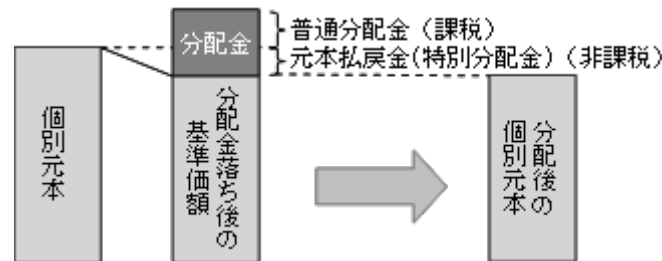 分配金
普通分配金（課税）
元本払戻金(特別分配金)（非課税）
個別元本
分配金落ち後の
基準価額
分配後の
個別元本